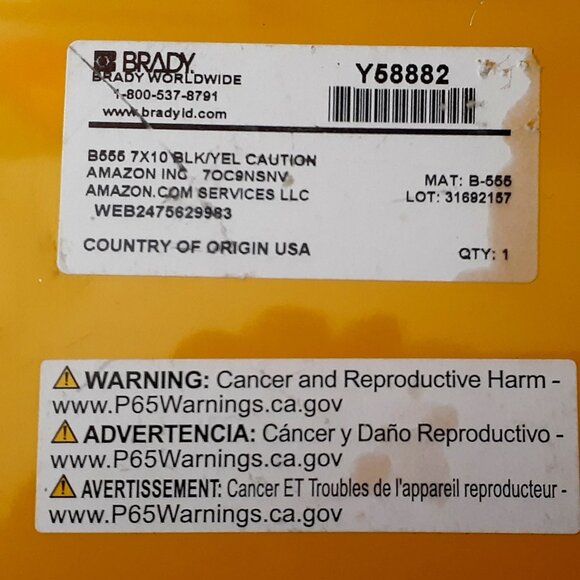 BRADY
BRADY WORLDWIDE
1-800-537-8791
www.bradyid.com
Y58882
B555 7X10 BLK/YEL CAUTION
AMAZON INC 7OC9NSNV
AMAZON.COM SERVICES LLC
WEB2475629983
MAT: B-555
LOT: 31692157
COUNTRY OF ORIGIN USA
QTY: 1
WARNING: Cancer and Reproductive Harm -
www.P65Warnings.ca.gov
ADVERTENCIA: Cáncer y Daño Reproductivo -
www.P65Warnings.ca.gov
AVERTISSEMENT: Cancer ET Troubles de l'appareil reproducteur -
www.P65Warnings.ca.gov